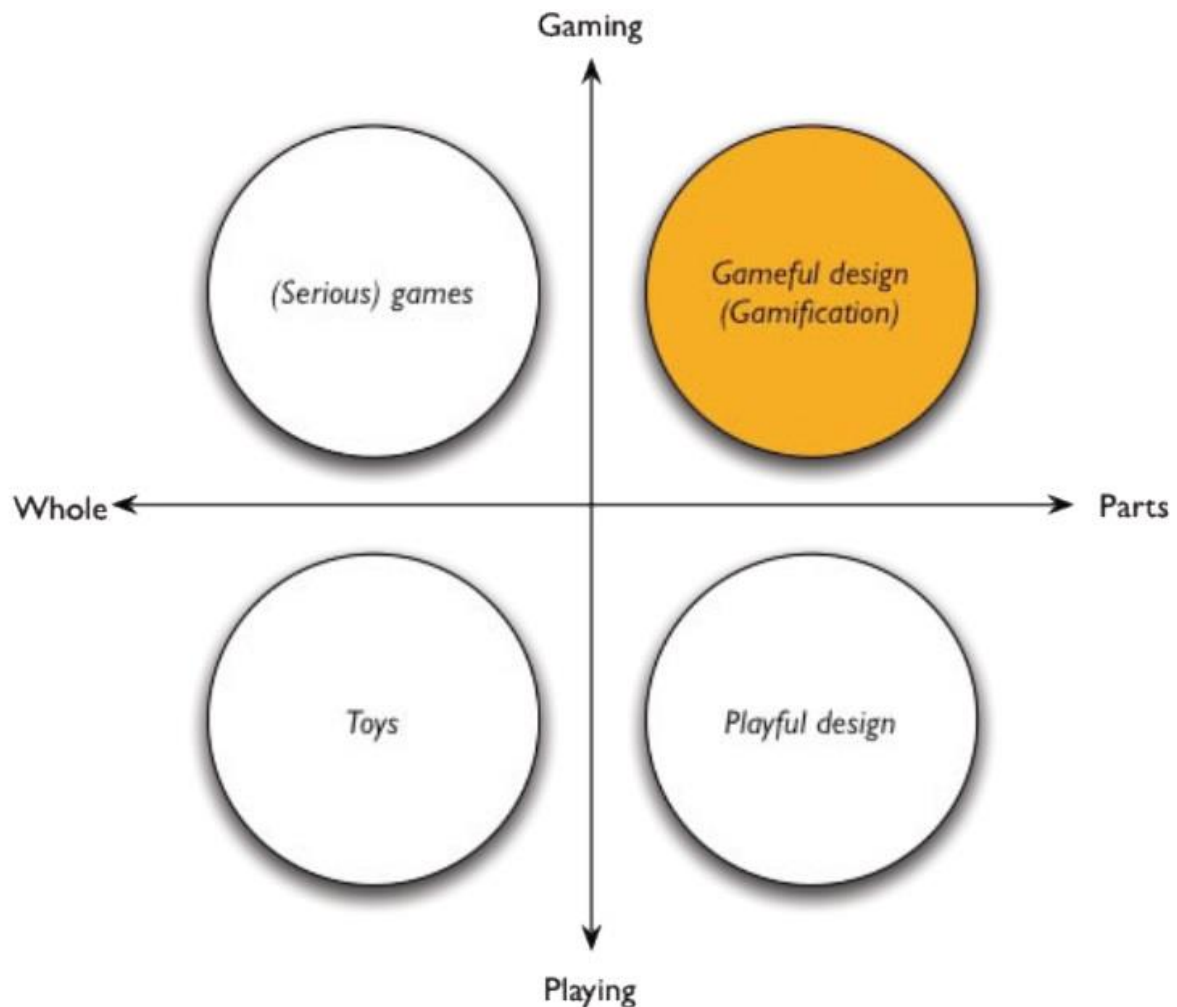 Gaming
(Serious) games
Gameful design
(Gamification)
Whole
Parts
Toys
Playful design
Playing